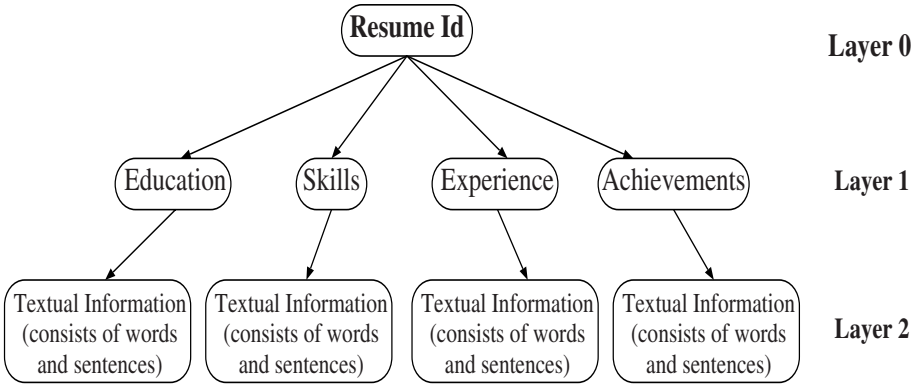 Resume Id
Layer 0
Education
Skills
Experience
Achievements
Layer 1
Textual Information
(consists of words
and sentences)
Textual Information
(consists of words
and sentences)
Textual Information
(consists of words
and sentences)
Textual Information
(consists of words
and sentences)
Layer 2